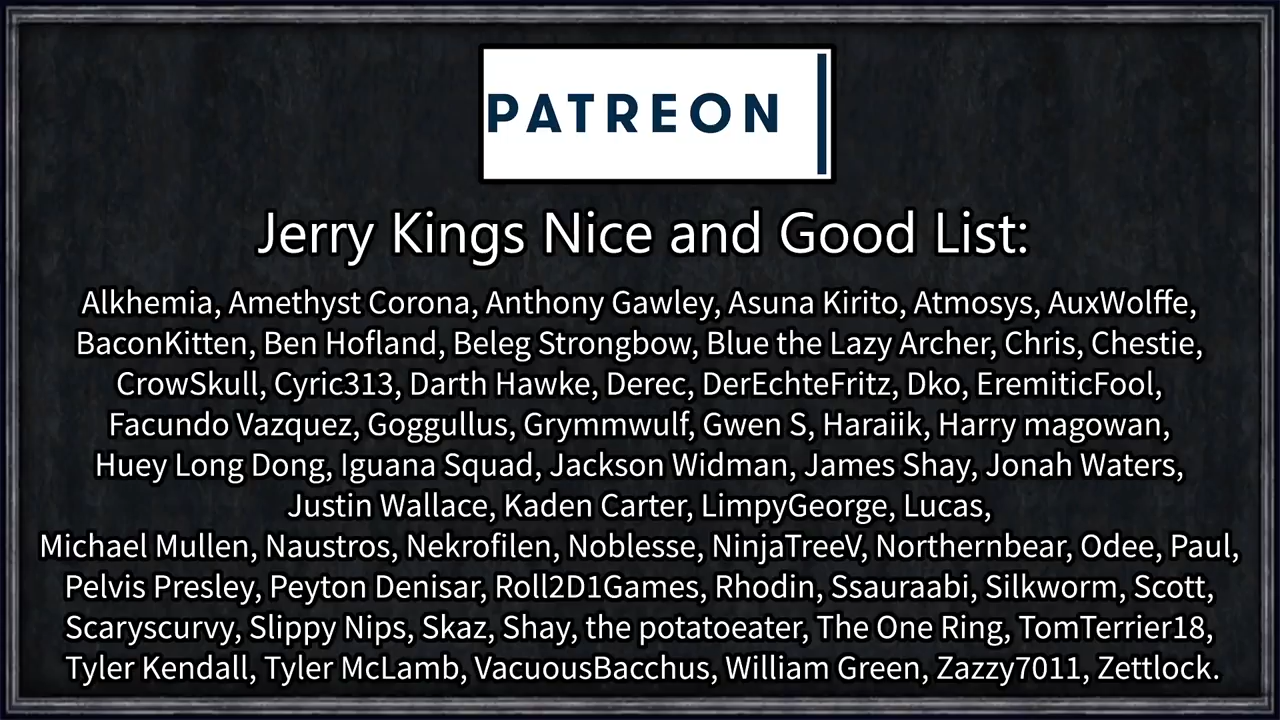 PATREON
Jerry Kings Nice and Good List:
Alkhemia, Amethyst Corona, Anthony Gawley, Asuna Kirito, Atmosys, AuxWolffe,
BaconKitten, Ben Hofland, Beleg Strongbow, Blue the Lazy Archer, Chris, Chestie,
CrowSkull, Cyric313, Darth Hawke, Derec, DerEchteFritz, Dko, EremiticFool,
Facundo Vazquez, Goggullus, Grymmwulf, Gwen S, Haraiik, Harry magowan,
Huey Long Dong, Iguana Squad, Jackson Widman, James Shay, Jonah Waters,
Justin Wallace, Kaden Carter, LimpyGeorge, Lucas,
Michael Mullen, Naustros, Nekrofilen, Noblesse, NinjaTreeV, Northernbear, Odee, Paul,
Pelvis Presley, Peyton Denisar, Roll2D1Games, Rhodin, Ssauraabi, Silkworm, Scott,
Scaryscurvy, Slippy Nips, Skaz, Shay, the potatoeater, The One Ring, TomTerrier18,
Tyler Kendall, Tyler McLamb, VacuousBacchus, William Green, Zazzy7011, Zettlock.